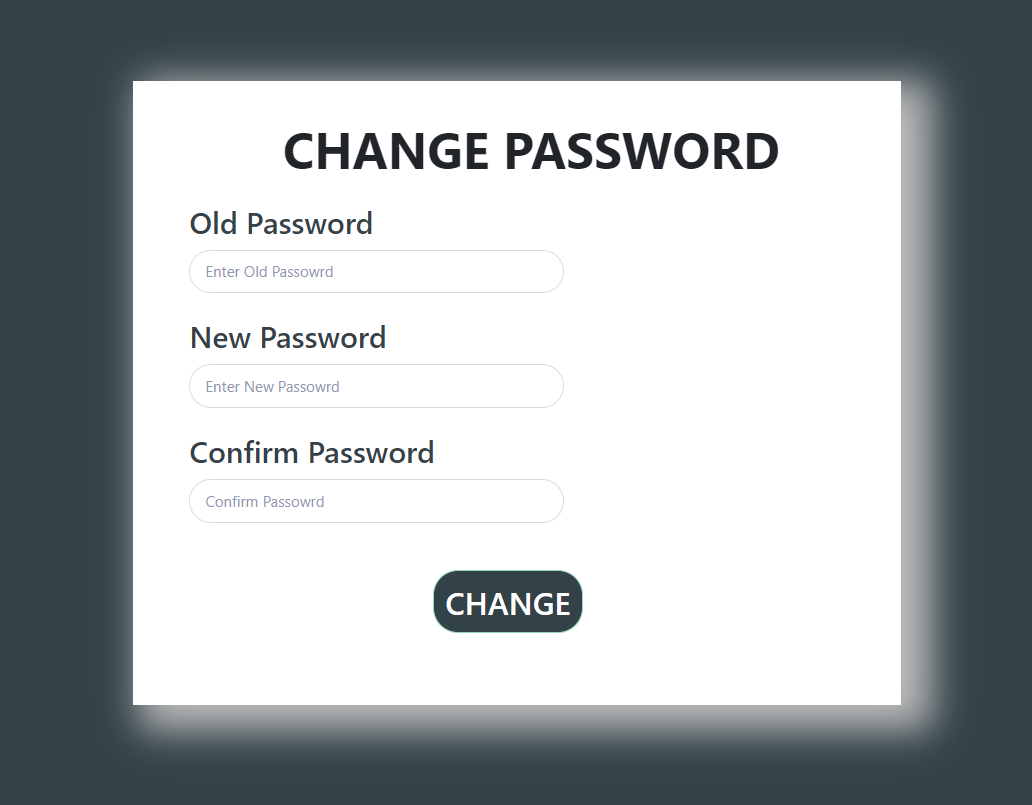 CHANGE PASSWORD
Old Password
Enter Old Passowrd
New Password
Enter New Passowrd
Confirm Password
Confirm Passowrd
CHANGE